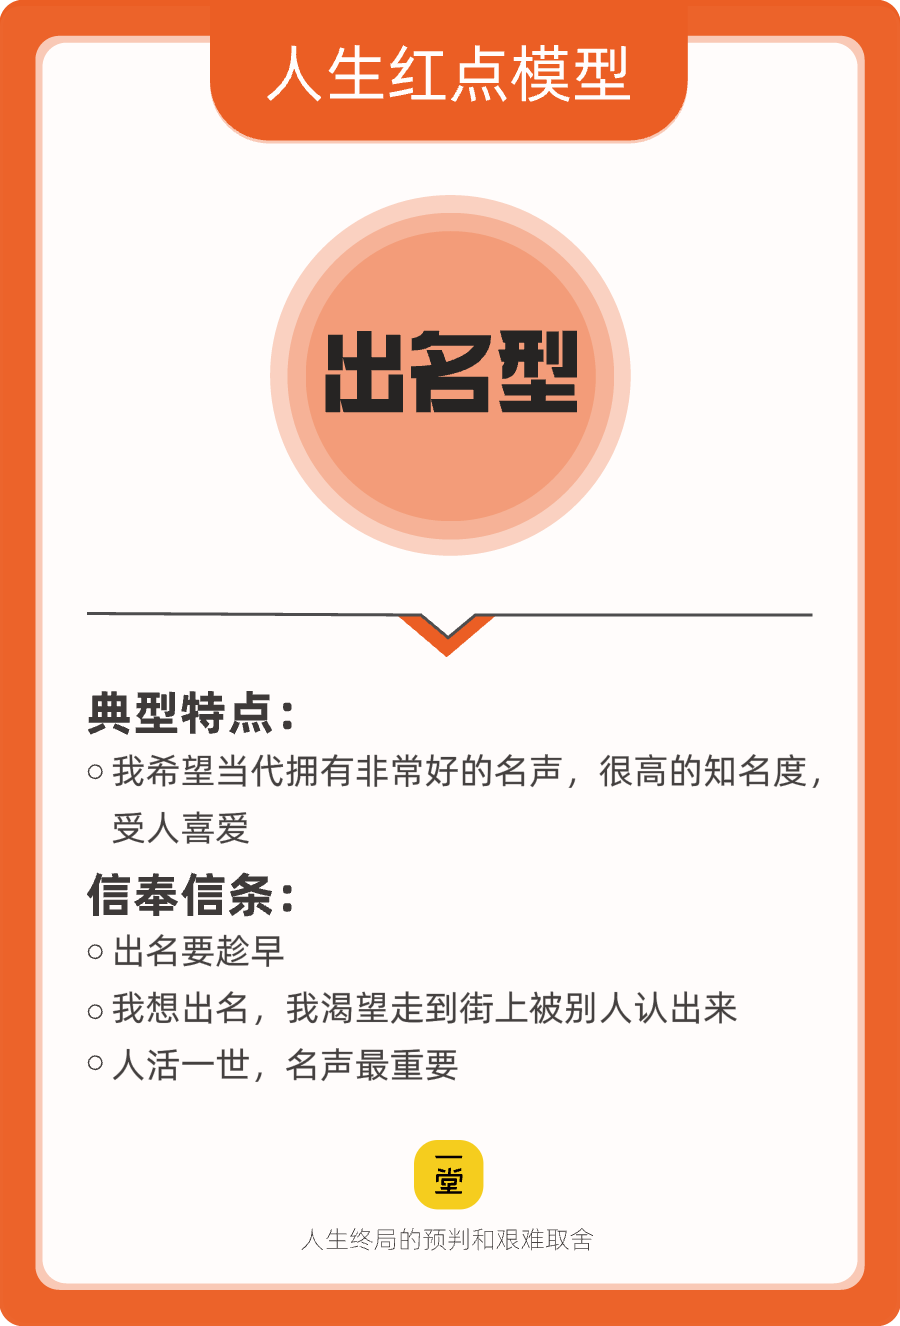 人生红点模型
出名型
典型特点：
○我希望当代拥有非常好的名声，很高的知名度，
受人喜爱
信奉信条：
○出名要趁早
○我想出名，我渴望走到街上被别人认出来
○人活一世，名声最重要
一
堂
人生终局的预判和艰难取舍